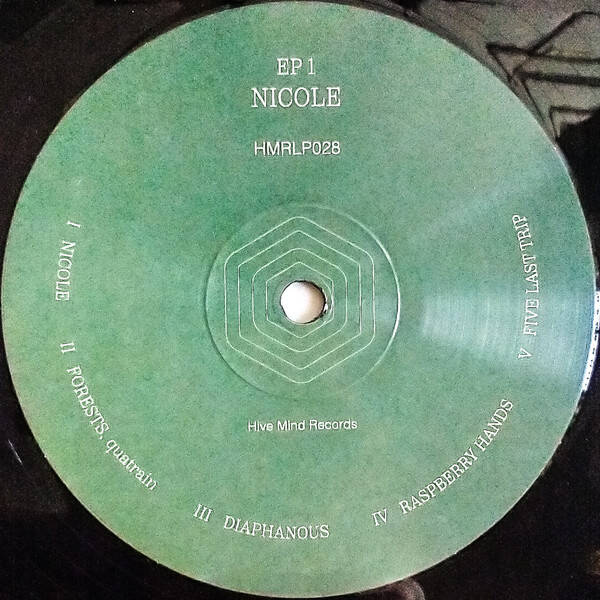 EP 1
NICOLE
HMRLP028
I NICOLE
II FORESTS, quatrain
III DIAPHANOUS
IV RASPBERRY HANDS
V FIVE LAST TRIP
Hive Mind Records